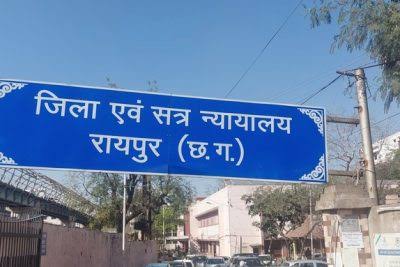 जिला एवं सत्र न्यायालय
रायपुर (छ.ग.)